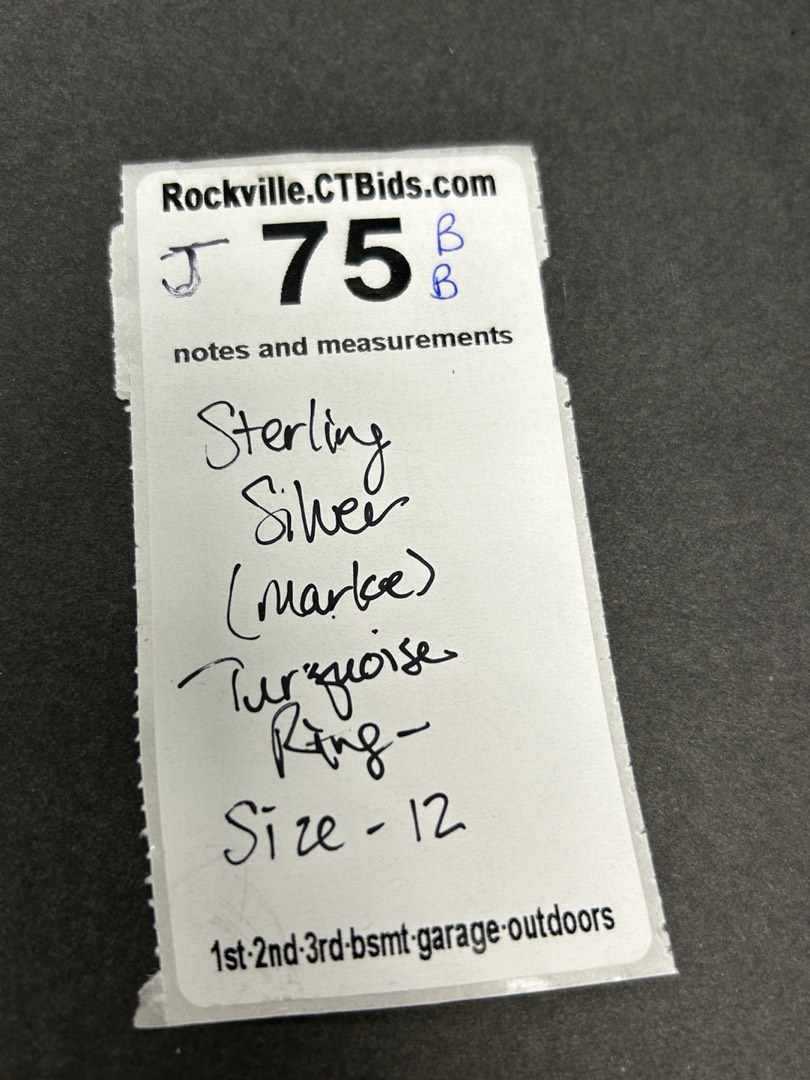 Rockville.CTBids.com
J 75 B
B
notes and measurements
Sterling
Silver
(Marke)
Turquoise
Ring-
Size - 12
1st·2nd·3rd·bsmt·garage·outdoors